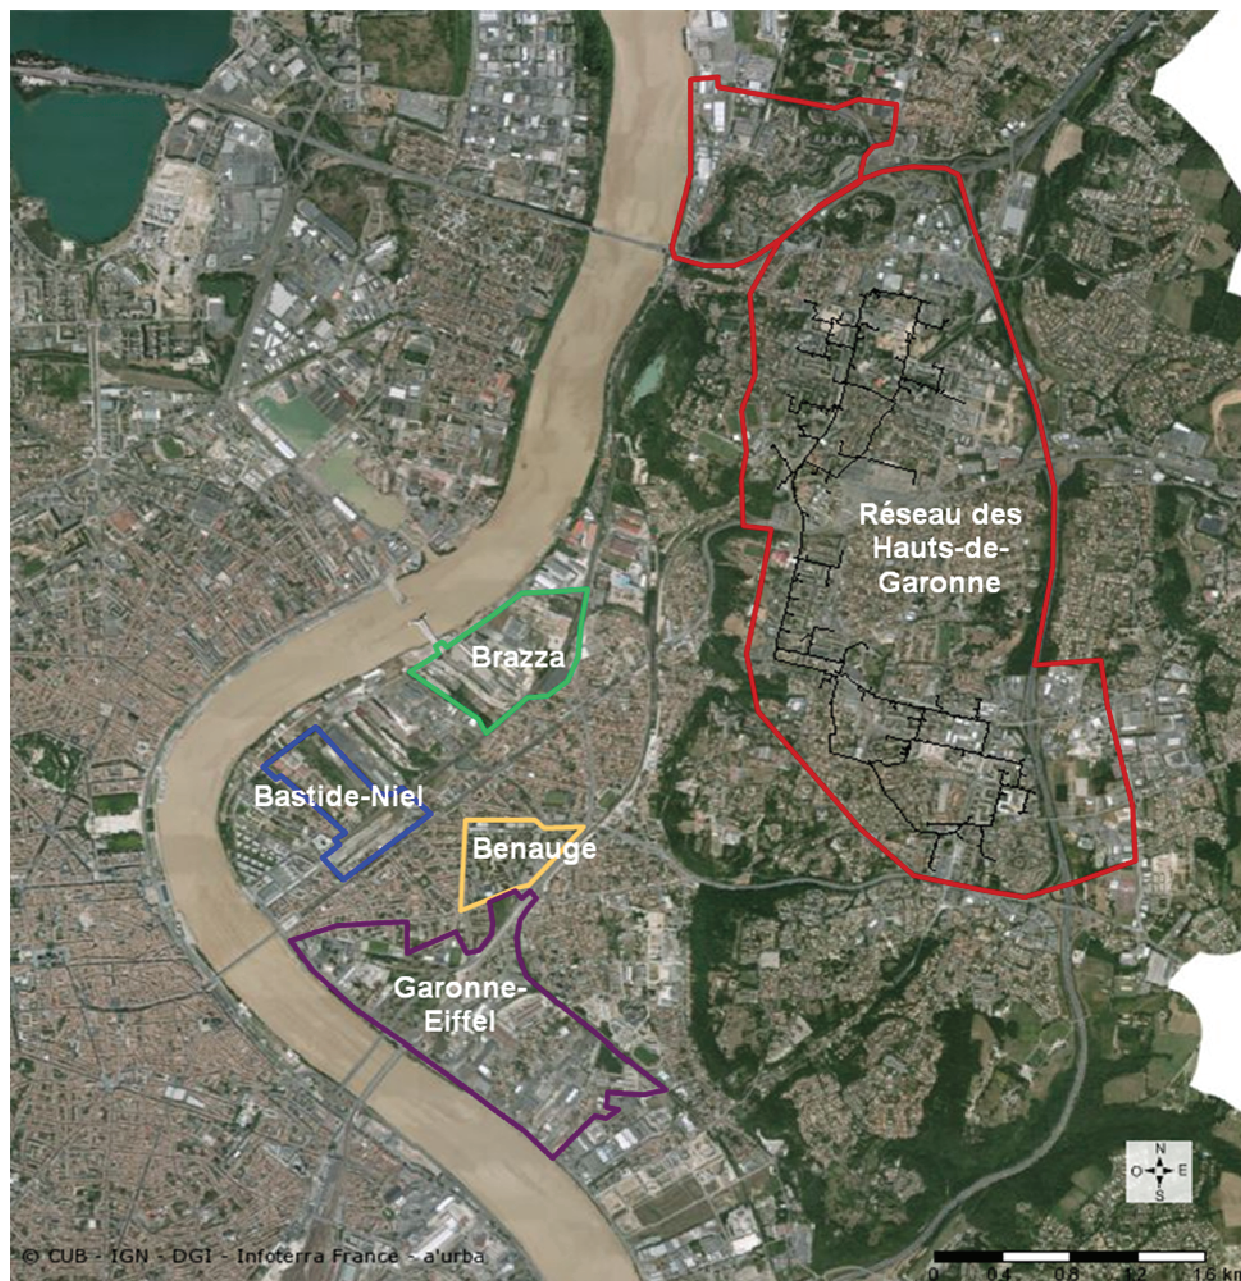 Réseau des
Hauts-de-
Garonne
Brazza
Bastide-Niel
Benauge
Garonne-
Eiffel
N
O E
S
© CUB - IGN - DGI - Infoterra France - a'urba
0 0.4 0.8 1.2 1.6 km